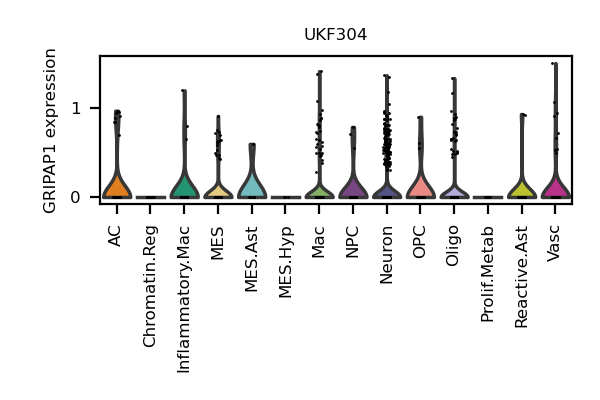 UKF304
GRIPAP1 expression
1
0
AC
Chromatin.Reg
Inflammatory.Mac
MES
MES.Ast
MES.Hyp
Mac
NPC
Neuron
OPC
Oligo
Prolif.Metab
Reactive.Ast
Vasc